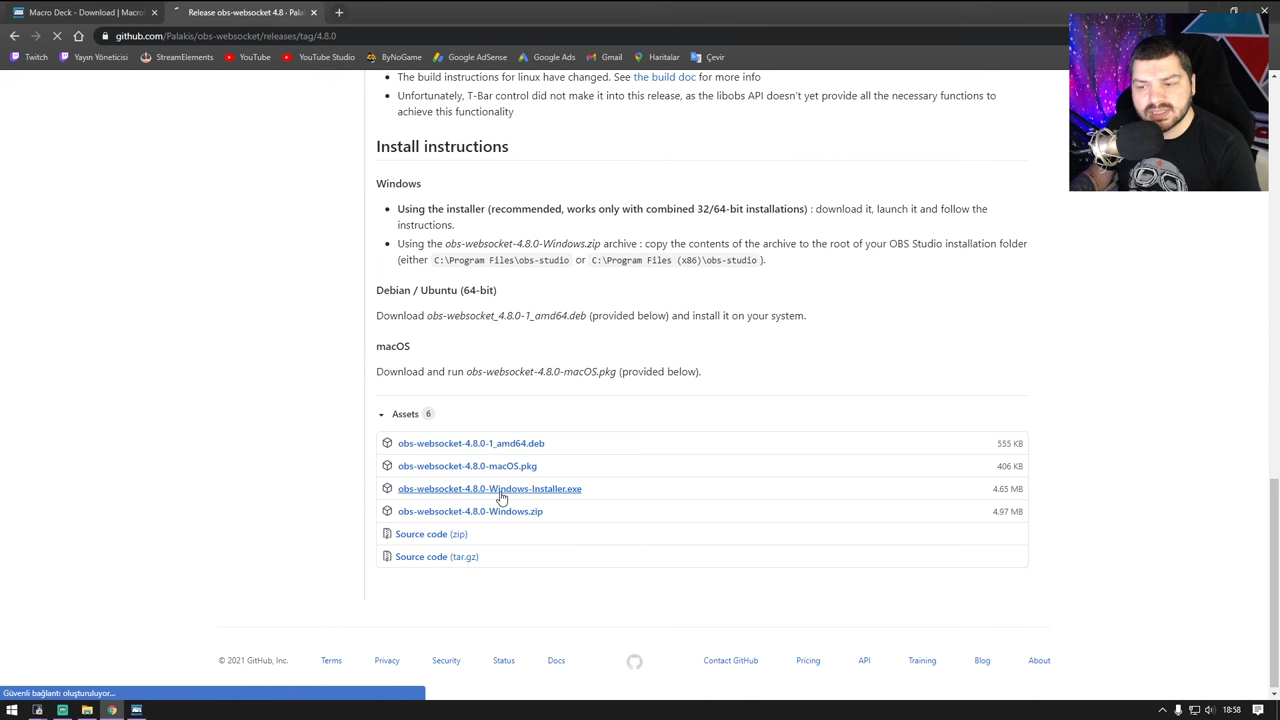 Macro Deck - Download | Macro
Release obs-websocket 4.8 · Palak
github.com/Palakis/obs-websocket/releases/tag/4.8.0
Twitch
Yayın Yöneticisi
StreamElements
YouTube
YouTube Studio
ByNoGame
Google AdSense
Google Ads
Gmail
Haritalar
Çevir
The build instructions for linux have changed. See the build doc for more info
Unfortunately, T-Bar control did not make it into this release, as the libobs API doesn't yet provide all the necessary functions to
achieve this functionality
Install instructions
Windows
Using the installer (recommended, works only with combined 32/64-bit installations) : download it, launch it and follow the
instructions.
Using the obs-websocket-4.8.0-Windows.zip archive : copy the contents of the archive to the root of your OBS Studio installation folder
(either C:\Program Files\obs-studio or C:\Program Files (x86)\obs-studio ).
Debian / Ubuntu (64-bit)
Download obs-websocket_4.8.0-1_amd64.deb (provided below) and install it on your system.
macOS
Download and run obs-websocket-4.8.0-macOS.pkg (provided below).
Assets 6
obs-websocket-4.8.0-1_amd64.deb 555 KB
obs-websocket-4.8.0-macOS.pkg 406 KB
obs-websocket-4.8.0-Windows-Installer.exe 4.65 MB
obs-websocket-4.8.0-Windows.zip 4.97 MB
Source code (zip)
Source code (tar.gz)
© 2021 GitHub, Inc. Terms Privacy Security Status Docs Contact GitHub Pricing API Training Blog About
Güvenli bağlantı oluşturuluyor...
18:58